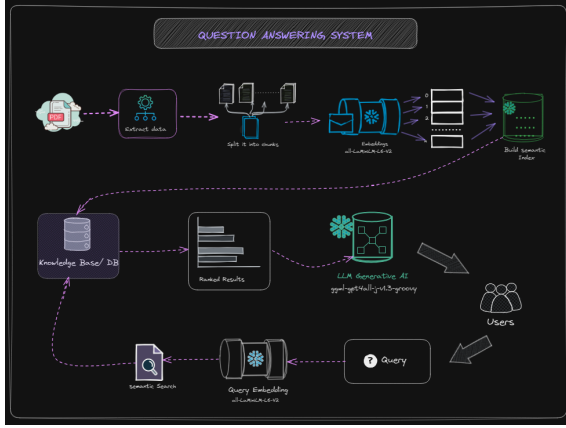 QUESTION ANSWERING SYSTEM
PDF
Extract data
Split it into chunks
Embeddings
all-LaMinLM-L6-V2
0
1
2
n
Build semantic
Index
Knowledge Base/ DB
Ranked Results
LLM Generative AI
ggml-gpt4all-j-v1.3-groovy
Users
? Query
Query Embedding
all-LaMinLM-L6-V2
semantic Search